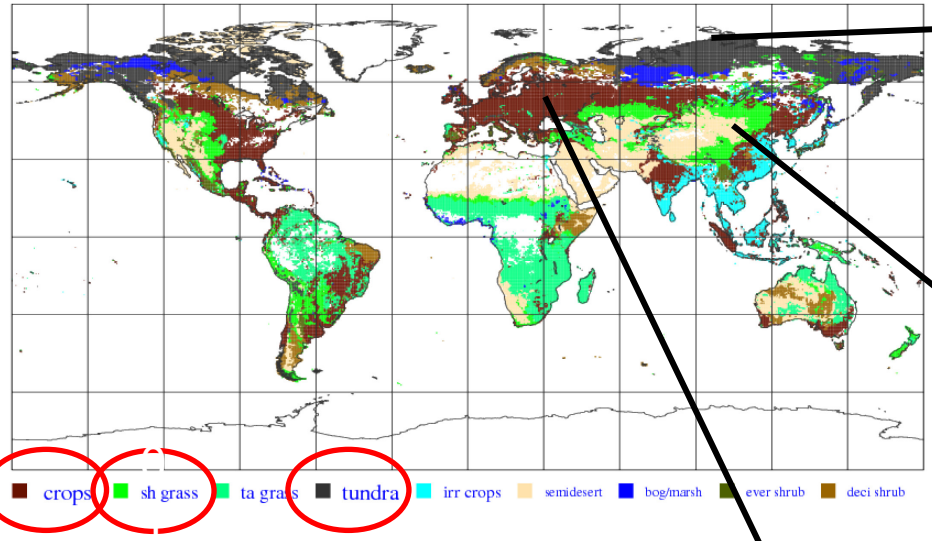 crops sh grass ta grass tundra irr crops semidesert bog/marsh ever shrub deci shrub